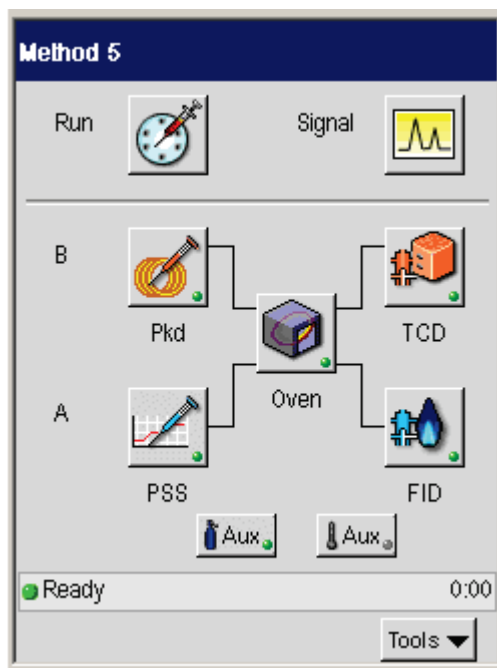 Method 5
Run Signal
B
Pkd TCD
Oven
A
PSS FID
Aux Aux
Ready 0:00
Tools